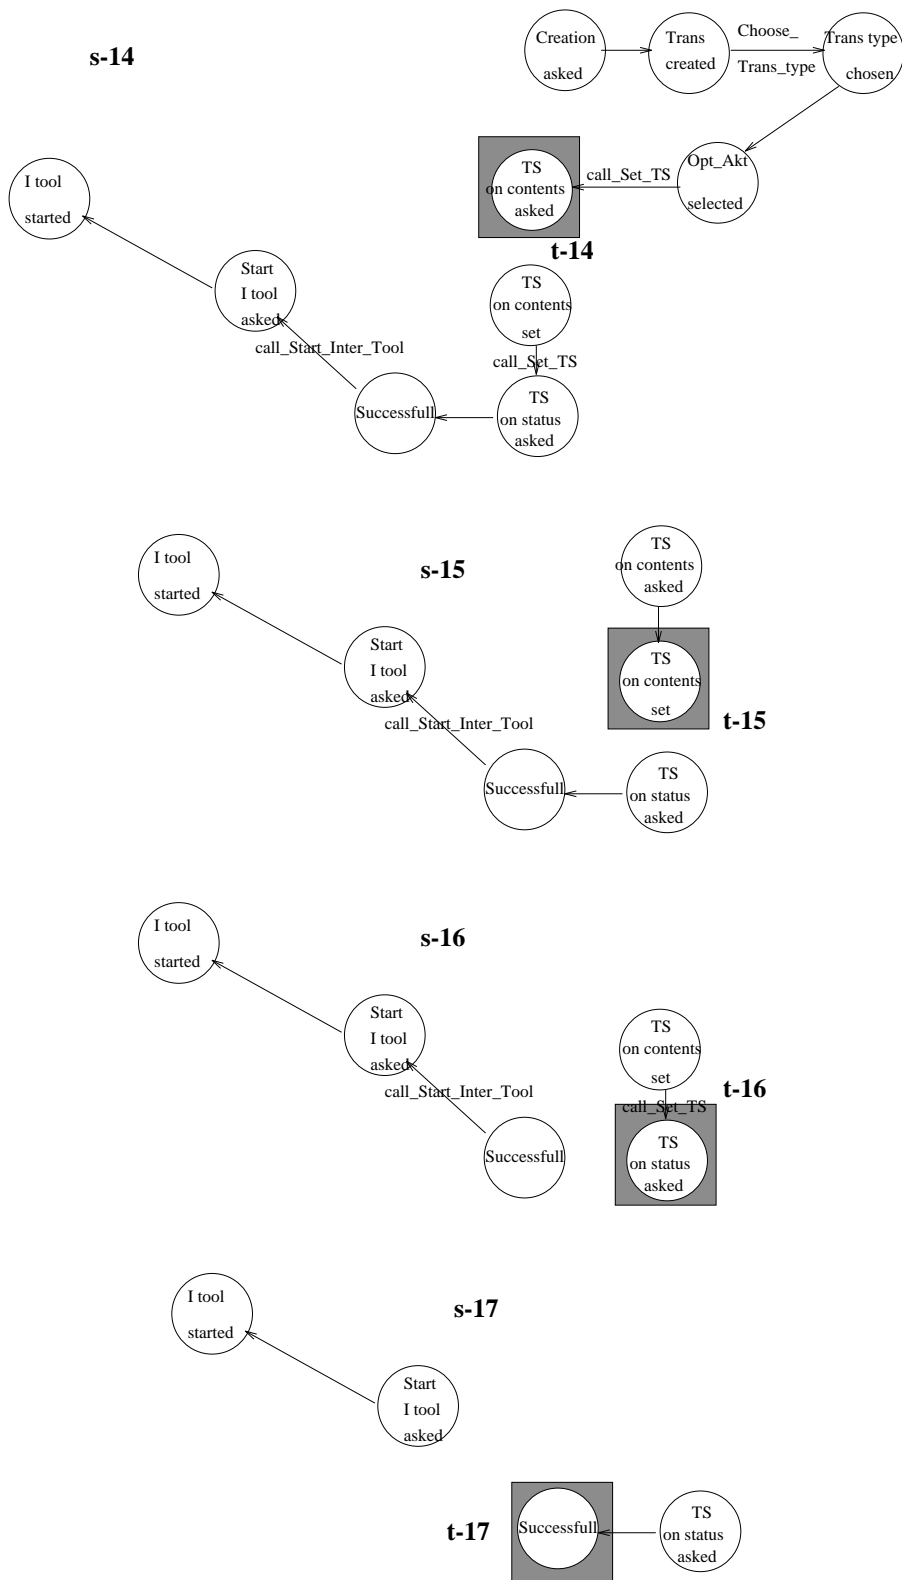 s-14
Creation
asked
Trans
created
Choose_
Trans_type
Trans type
chosen
I tool
started
TS
on contents
asked
call_Set_TS
Opt_Akt
selected
t-14
Start
I tool
asked
TS
on contents
set
call_Start_Inter_Tool
call_Set_TS
Successfull
TS
on status
asked
I tool
started
s-15
TS
on contents
asked
Start
I tool
asked
TS
on contents
set
t-15
call_Start_Inter_Tool
Successfull
TS
on status
asked
I tool
started
s-16
Start
I tool
asked
TS
on contents
set
t-16
call_Start_Inter_Tool
call_Set_TS
Successfull
TS
on status
asked
I tool
started
s-17
Start
I tool
asked
t-17
Successfull
TS
on status
asked